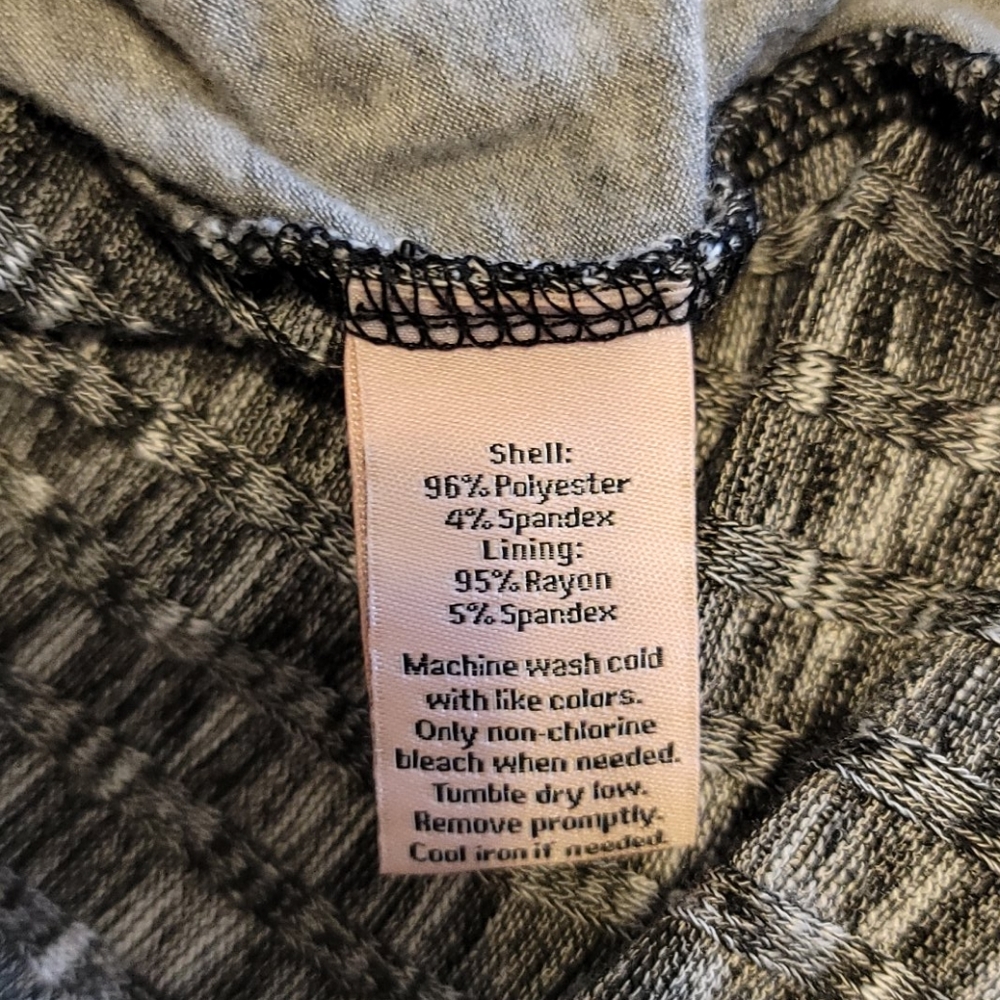 Shell:
96% Polyester
4% Spandex
Lining:
95% Rayon
5% Spandex
Machine wash cold
with like colors.
Only non-chlorine
bleach when needed.
Tumble dry low.
Remove promptly.
Cool iron if needed.